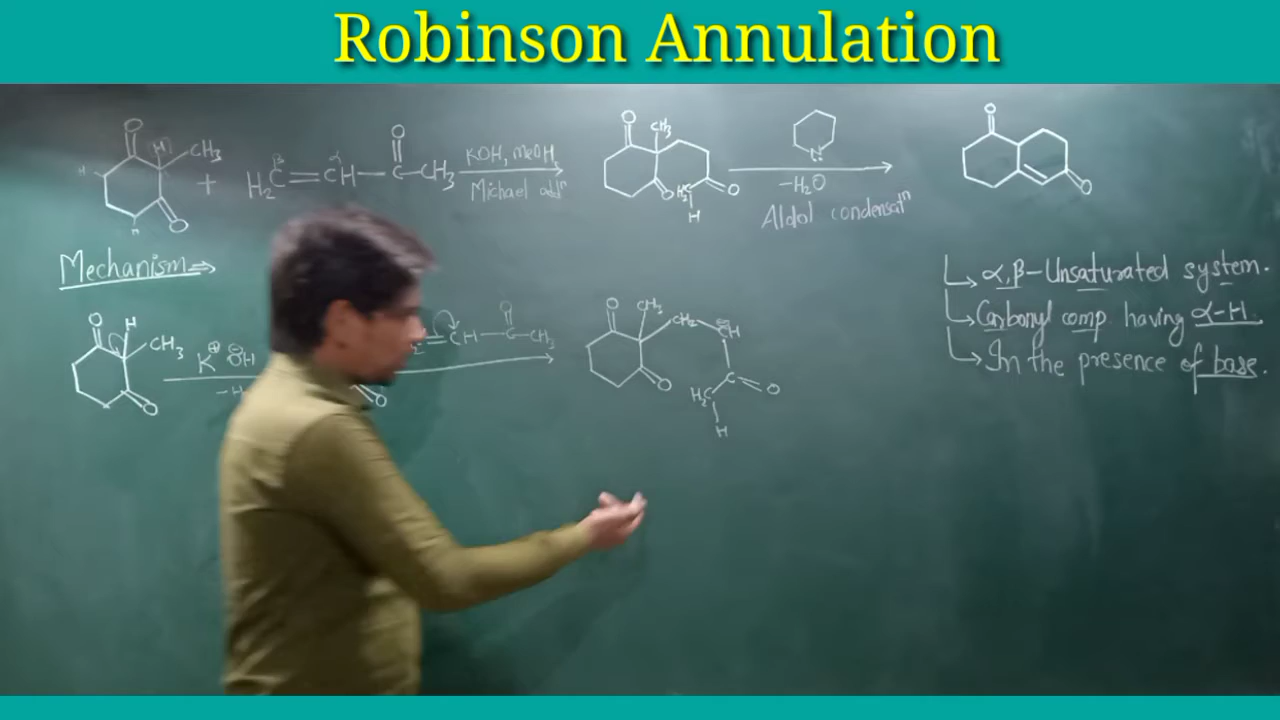 Robinson Annulation
O
H
CH3
H
O
H
+
β α O
H2C=CH-C-CH3
KOH, MeOH
Michael addⁿ
O
CH3
O
H2C
O
H
-H2O
Aldol condensatⁿ
O
O
Mechanism⇒
O
H
CH3
O
K⊕ ⊖OH
-H
O
=CH-C-CH3
O
O
CH3
CH2
CH
O
C=O
H2C
H
↳ α,β-Unsaturated system.
↳ Carbonyl comp. having α-H.
↳ In the presence of base.